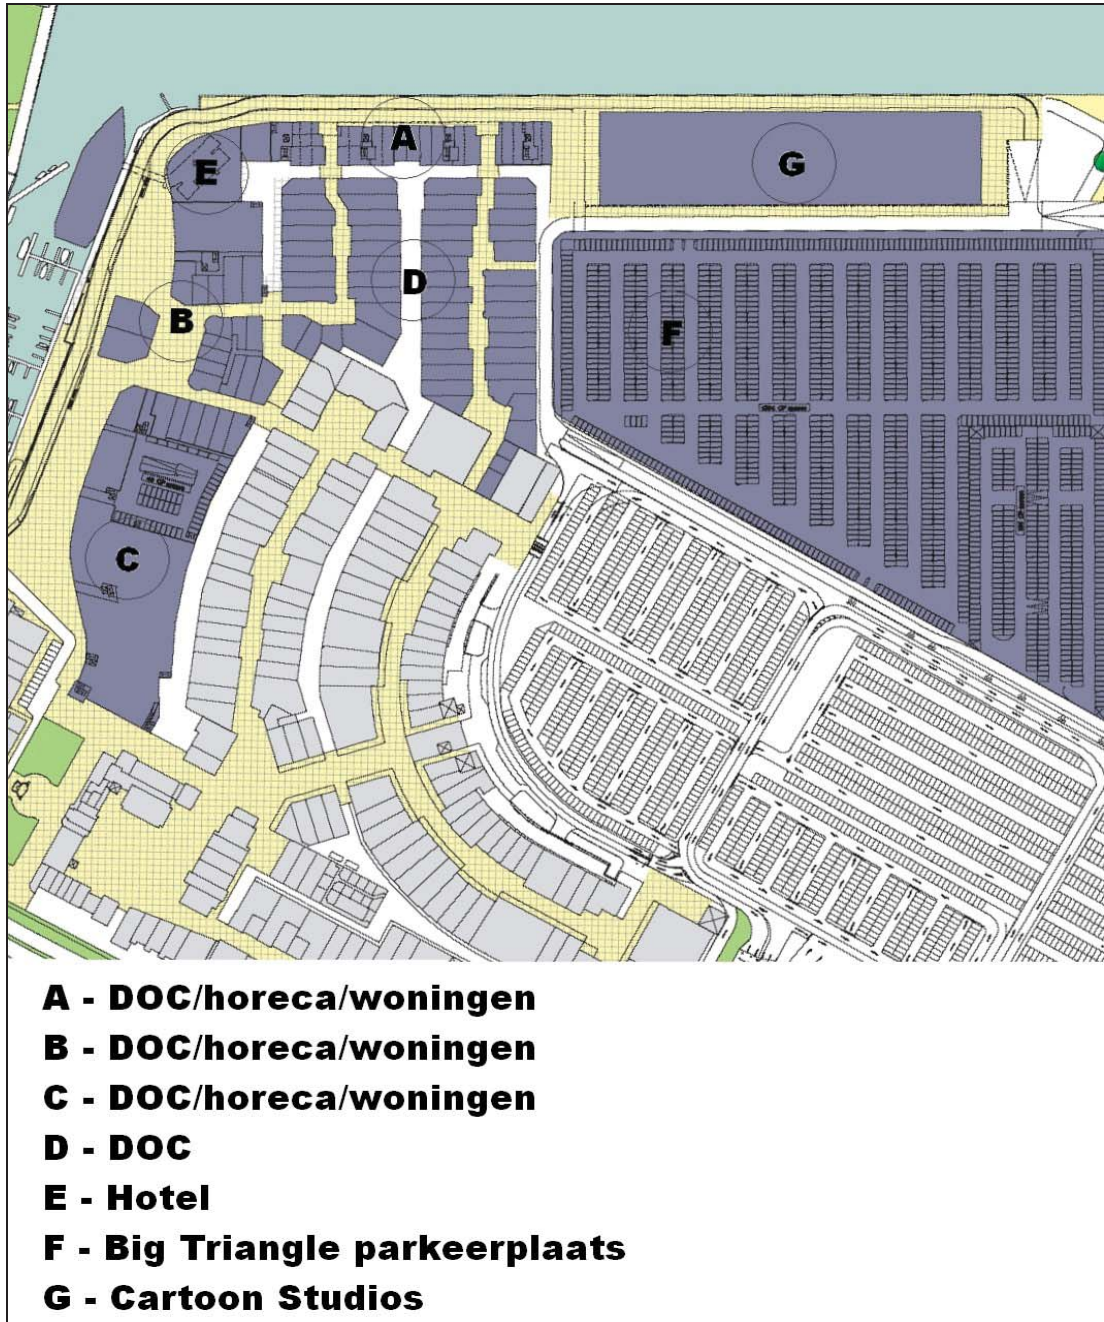 A
G
E
D
B
F
C
A - DOC/horeca/woningen
B - DOC/horeca/woningen
C - DOC/horeca/woningen
D - DOC
E - Hotel
F - Big Triangle parkeerplaats
G - Cartoon Studios